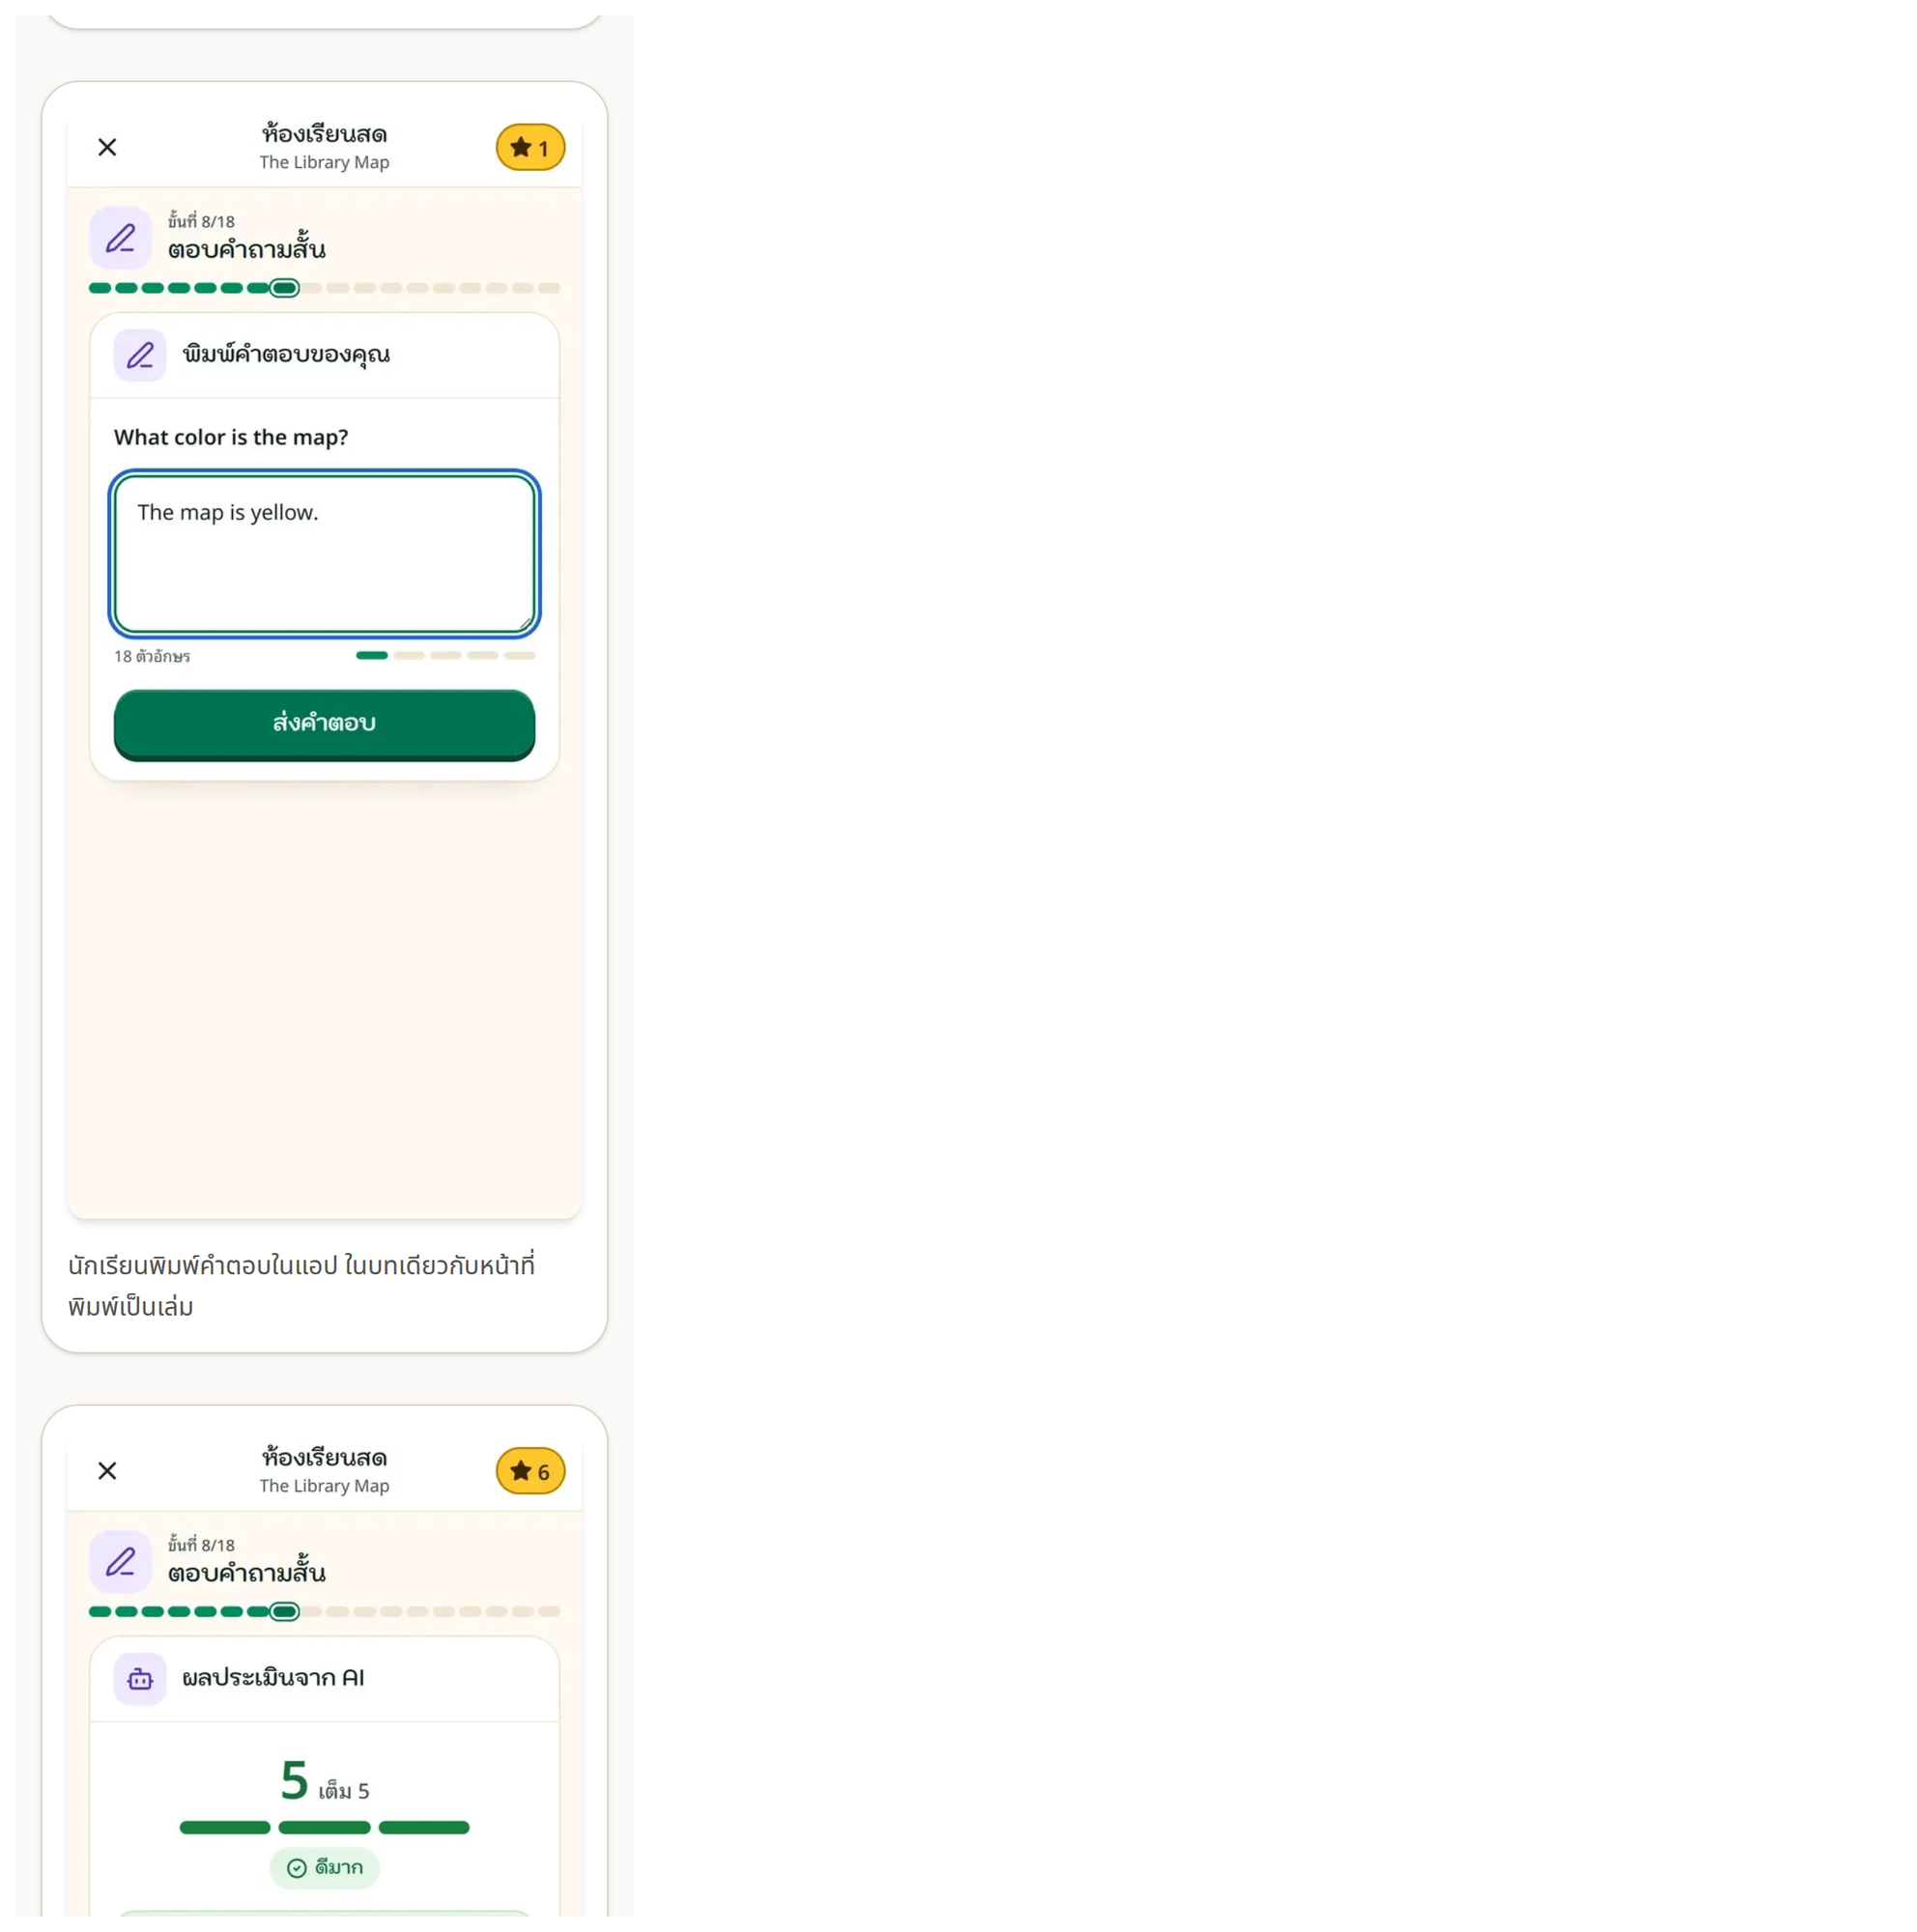 ห้องเรียนสด
The Library Map
1
ขั้นที่ 8/18
ตอบคำถามสั้น
พิมพ์คำตอบของคุณ
What color is the map?
The map is yellow.
18 ตัวอักษร
ส่งคำตอบ
นักเรียนพิมพ์คำตอบในแอป ในบทเดียวกับหน้าที่
พิมพ์เป็นเล่ม
ห้องเรียนสด
The Library Map
6
ขั้นที่ 8/18
ตอบคำถามสั้น
ผลประเมินจาก AI
5 เต็ม 5
ดีมาก